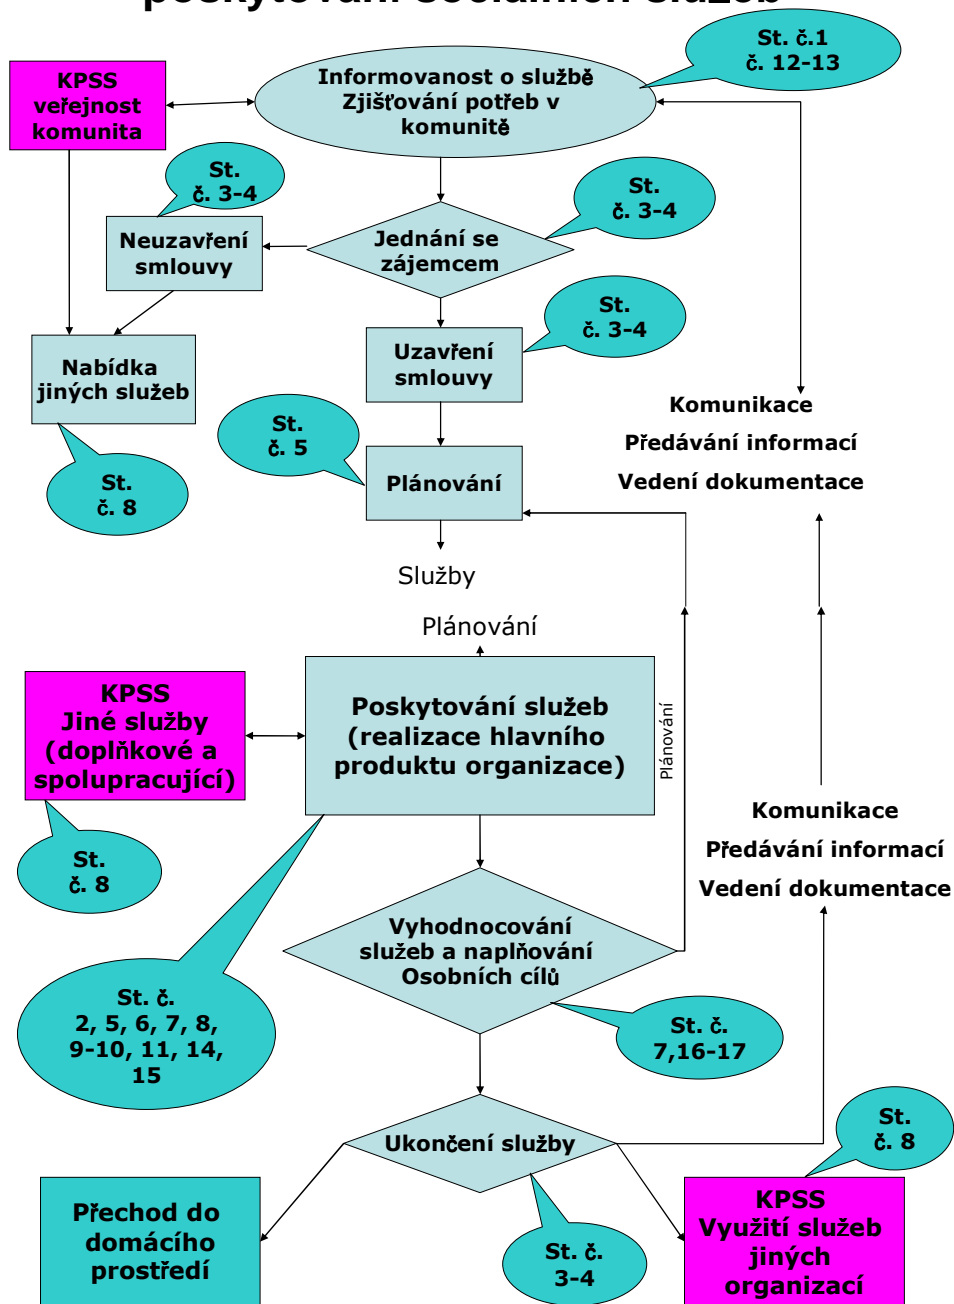 poskytování sociálních služeb
St. č.1
č. 12-13
KPSS
veřejnost
komunita
Informovanost o službě
Zjišťování potřeb v
komunitě
St.
č. 3-4
St.
č. 3-4
Neuzavření
smlouvy
Jednání se
zájemcem
St.
č. 3-4
Uzavření
smlouvy
Nabídka
jiných služeb
Komunikace
Předávání informací
Vedení dokumentace
St.
č. 5
St.
č. 8
Plánování
Služby
Plánování
KPSS
Jiné služby
(doplňkové a
spolupracující)
Poskytování služeb
(realizace hlavního
produktu organizace)
Plánování
Komunikace
Předávání informací
Vedení dokumentace
St.
č. 8
Vyhodnocování
služeb a naplňování
Osobních cílů
St. č.
2, 5, 6, 7, 8,
9-10, 11, 14,
15
St. č.
7,16-17
Ukončení služby
St.
č. 8
Přechod do
domácího
prostředí
St. č.
3-4
KPSS
Využití služeb
jiných
organizací